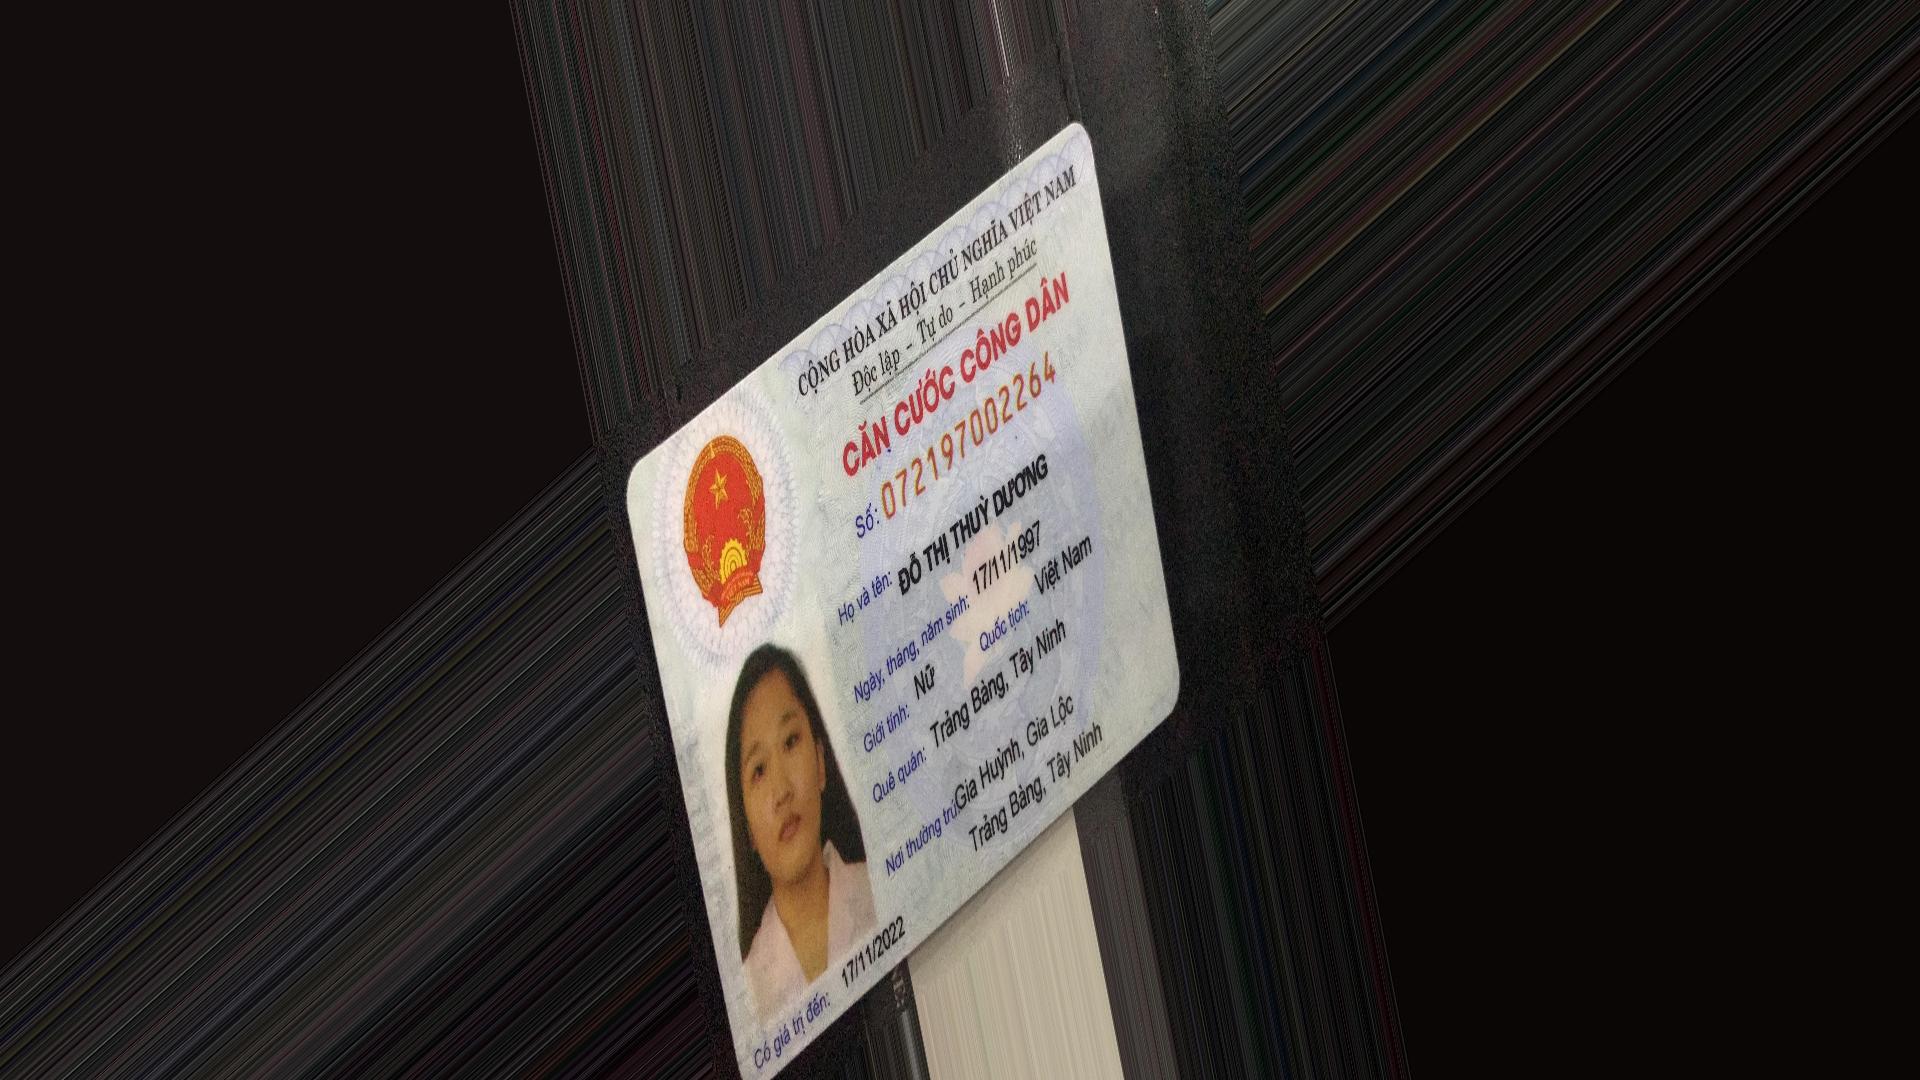 CỘNG HÒA XÃ HỘI CHỦ NGHĨA VIỆT NAM
Độc lập - Tự do - Hạnh phúc
CĂN CƯỚC CÔNG DÂN
Số: 072197002264
Họ và tên: ĐỖ THỊ THUỲ DƯƠNG
Ngày, tháng, năm sinh: 17/11/1997
Giới tính: Nữ Quốc tịch: Việt Nam
Quê quán: Trảng Bàng, Tây Ninh
Nơi thường trú: Gia Huỳnh, Gia Lộc
Trảng Bàng, Tây Ninh
Có giá trị đến: 17/11/2022